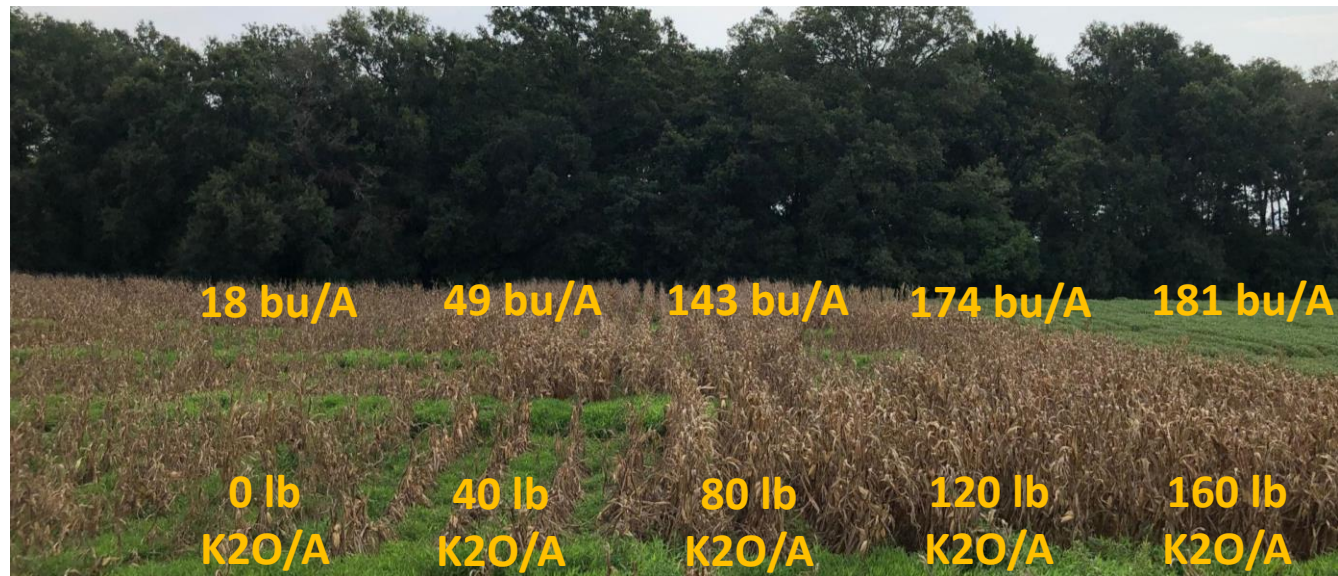 18 bu/A 49 bu/A 143 bu/A 174 bu/A 181 bu/A
0 lb 40 lb 80 lb 120 lb 160 lb
K2O/A K2O/A K2O/A K2O/A K2O/A